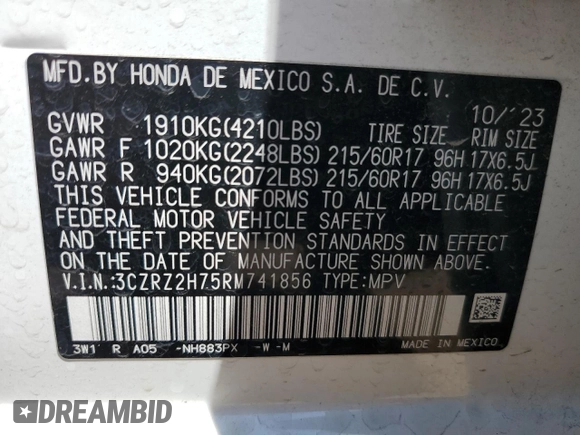 MFD.BY HONDA DE MEXICO S.A. DE C.V.
10/'23
GVWR 1910KG(4210LBS) TIRE SIZE RIM SIZE
GAWR F 1020KG(2248LBS) 215/60R17 96H 17X6.5J
GAWR R 940KG(2072LBS) 215/60R17 96H 17X6.5J
THIS VEHICLE CONFORMS TO ALL APPLICABLE
FEDERAL MOTOR VEHICLE SAFETY
AND THEFT PREVENTION STANDARDS IN EFFECT
ON THE DATE OF MANUFACTURE SHOWN ABOVE.
V.I.N.:3CZRZ2H75RM741856 TYPE:MPV
3W1 R A05 -NH883PX -W-M MADE IN MEXICO
DEALERS
WANT
BID